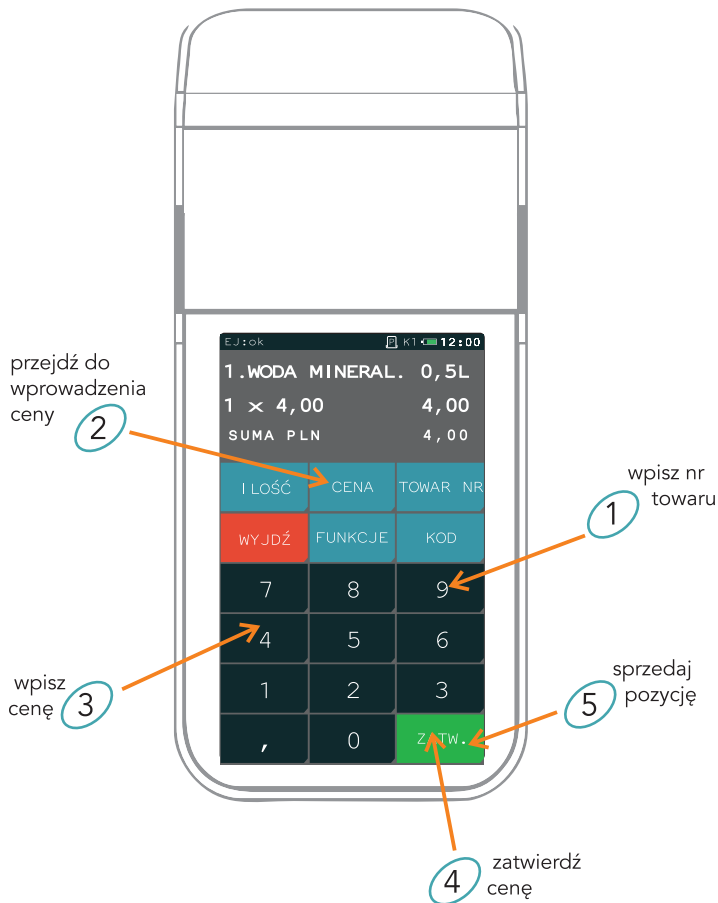 EJ:ok P K1 12:00
1.WODA MINERAL. 0,5L
1 x 4,00 4,00
SUMA PLN 4,00
przejdź do
wprowadzenia
ceny
2
ILOŚĆ CENA TOWAR NR
wpisz nr
towaru
1
WYJDŹ FUNKCJE KOD
7 8 9
4 5 6
wpisz
cenę
3
1 2 3
sprzedaj
pozycję
5
, 0 ZATW.
zatwierdź
cenę
4